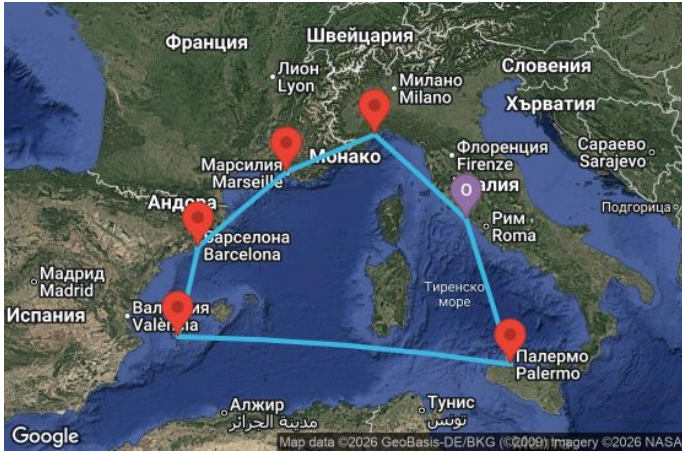 Франция
Швейцария
Лион
Lyon
Милано
Milano
Словения
Хърватия
Марсилия
Marseille
Монако
Флоренция
Firenze
Сараево
Sarajevo
Андора
О
Рим
Roma
Подгорица
Барселона
Barcelona
Мадрид
Madrid
Испания
València
Тиренско
море
Палермо
Palermo
Алжир
مدينة الجزائر
Тунис
تونس
Google
Map data ©2026 GeoBasis-DE/BKG (©2009) Imagery ©2026 NASA